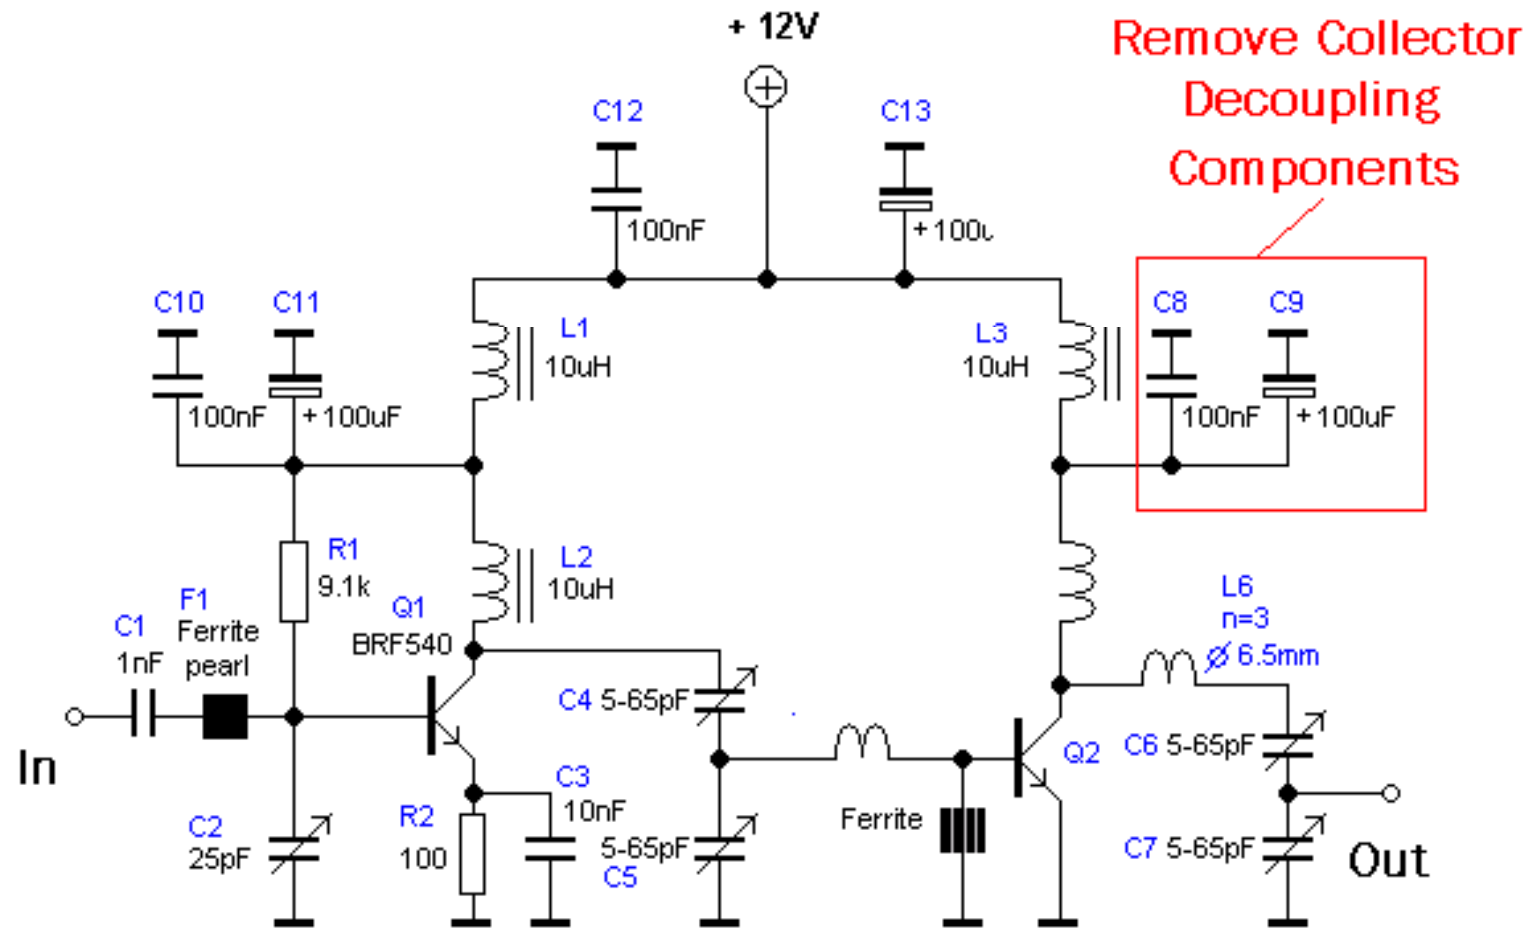 + 12V
Remove Collector
Decoupling
Components
C12
100nF
C13
+ 100u
C10
100nF
C11
+ 100uF
L1
10uH
L3
10uH
C8
100nF
C9
+ 100uF
R1
9.1k
L2
10uH
Q1
BRF540
F1
Ferrite
pearl
C1
1nF
In
C2
25pF
R2
100
C3
10nF
C4 5-65pF
5-65pF
C5
Ferrite
Q2
L6
n=3
⌀ 6.5mm
C6 5-65pF
C7 5-65pF
Out